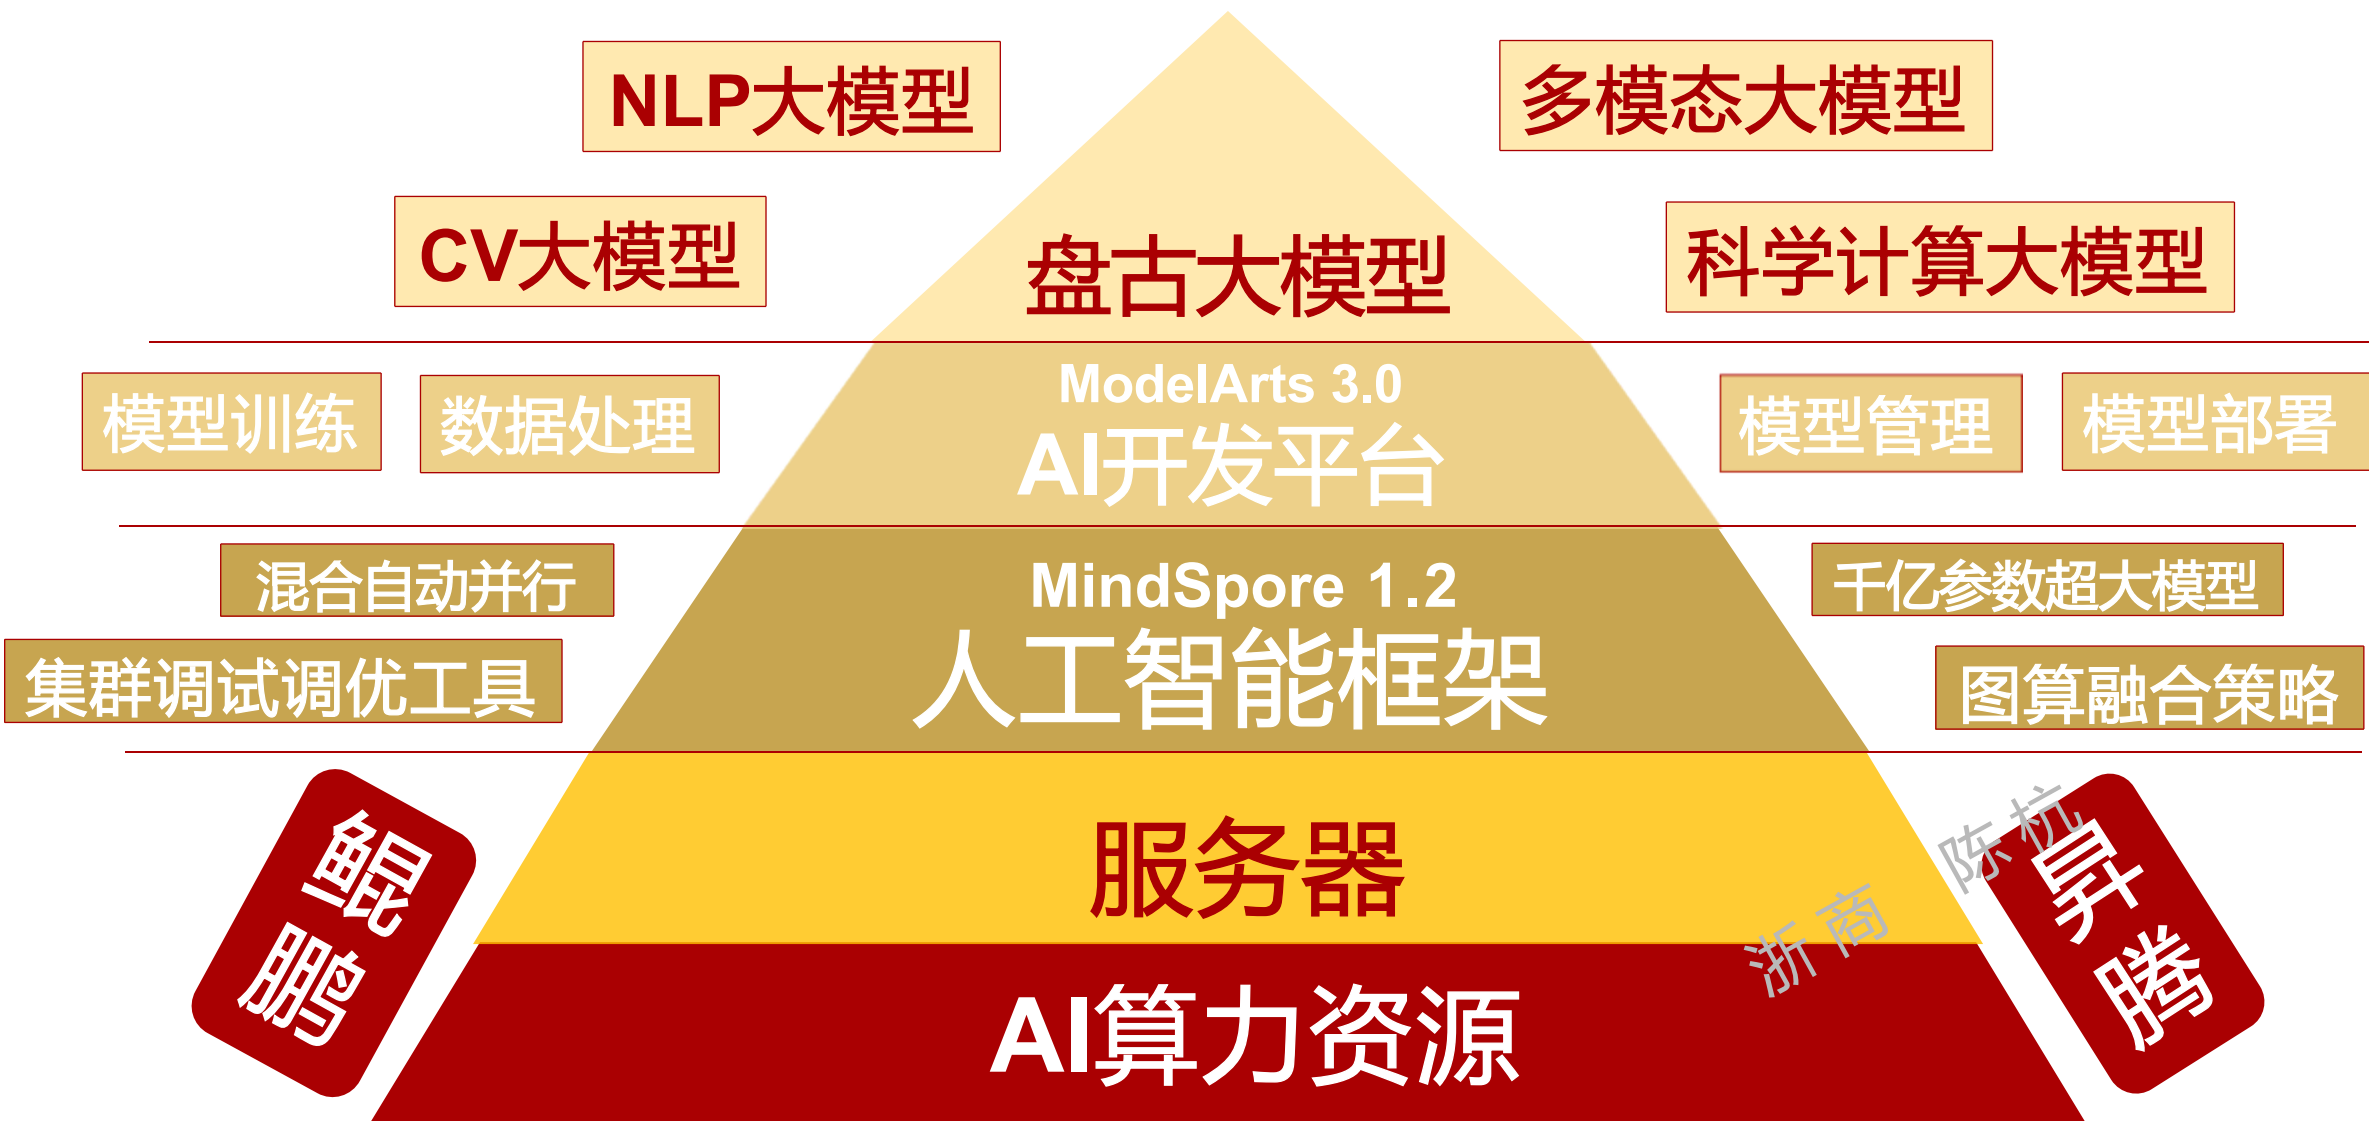 NLP大模型
多模态大模型
CV大模型
盘古大模型
科学计算大模型
ModelArts 3.0
AI开发平台
模型训练
数据处理
模型管理
模型部署
混合自动并行
MindSpore 1.2
千亿参数超大模型
集群调试调优工具
人工智能框架
图算融合策略
鲲鹏
服务器
昇腾
浙商 陈杭
AI算力资源